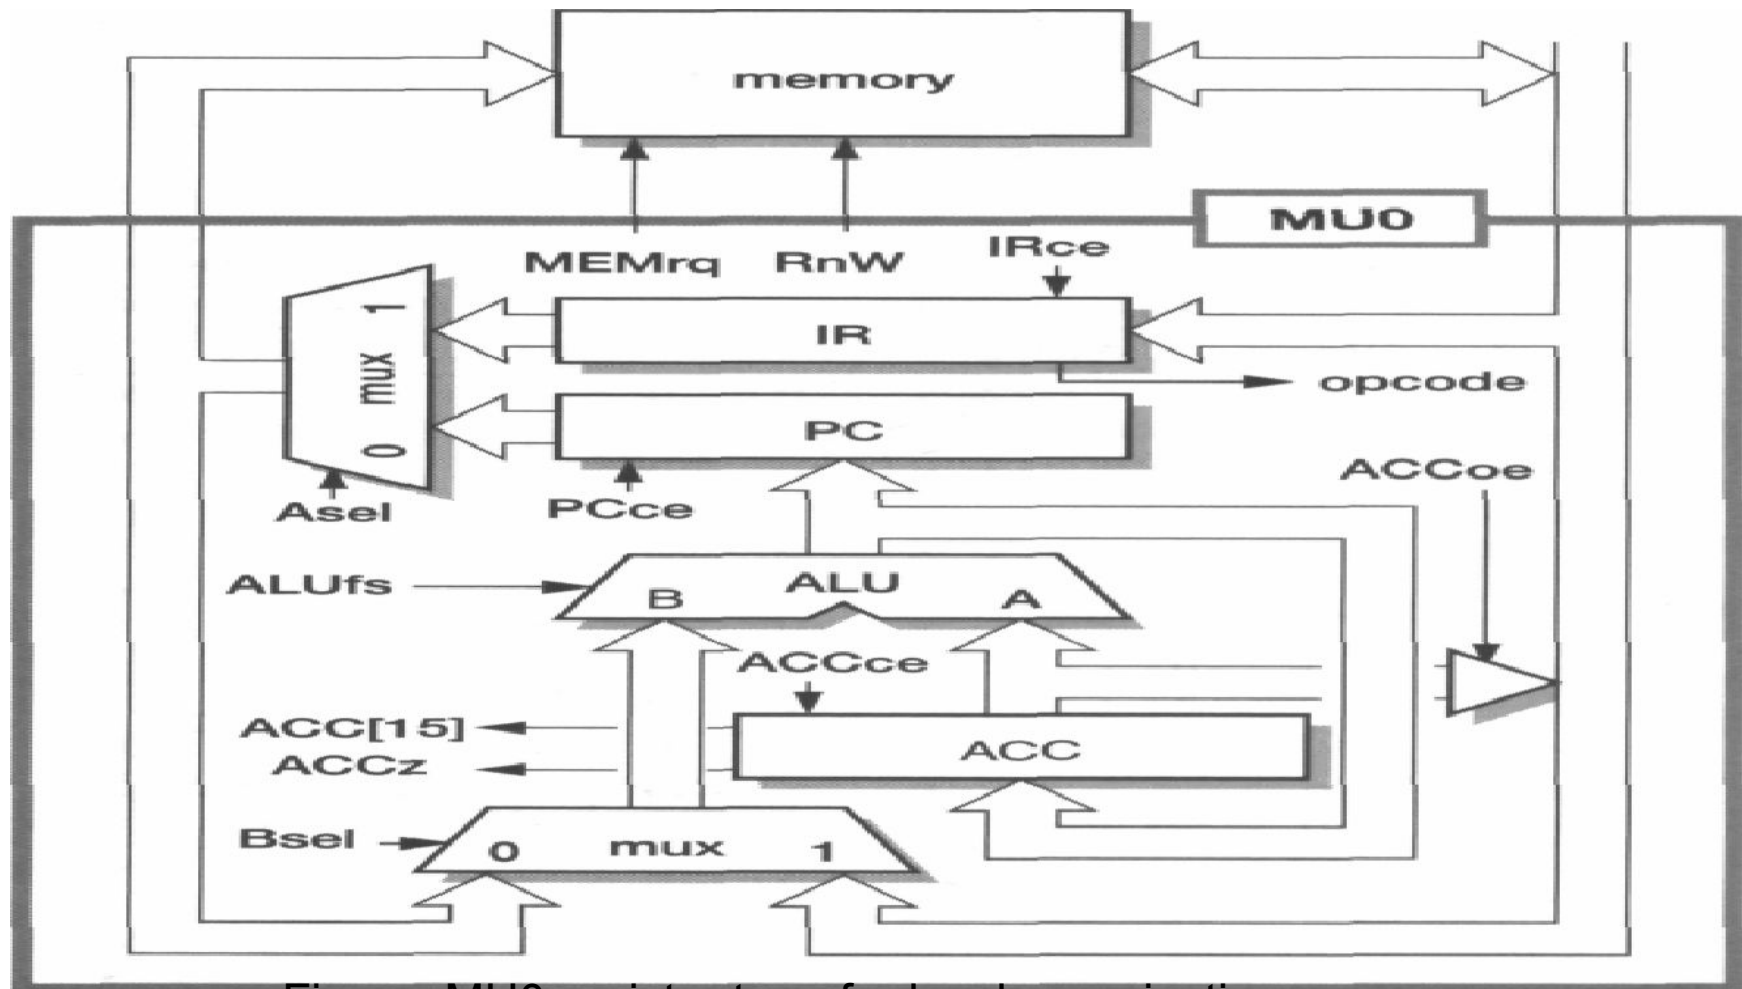 memory
MU0
MEMrq
RnW
IRce
1
mux
0
IR
opcode
PC
Asel
PCce
ACCoe
ALUfs
B
ALU
A
ACCce
ACC[15]
ACCz
ACC
Bsel
0
mux
1